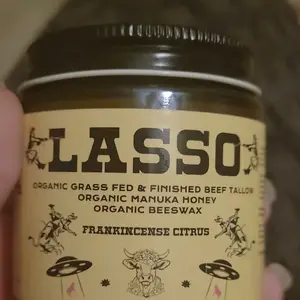 LASSO
ORGANIC GRASS FED & FINISHED BEEF TALLOW
ORGANIC MANUKA HONEY
ORGANIC BEESWAX
FRANKINCENSE CITRUS